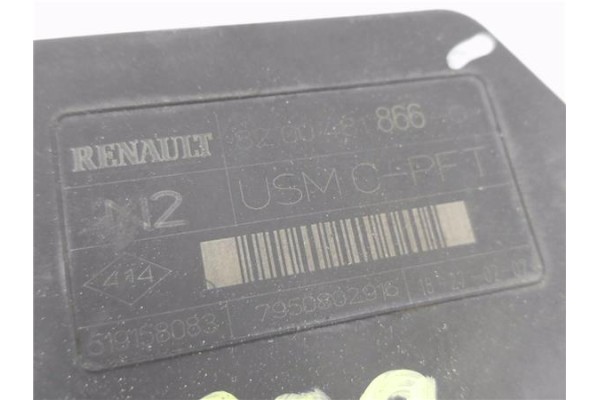 RENAULT 8200481866
N2 USM C-PFT
414
519158083 7950802916